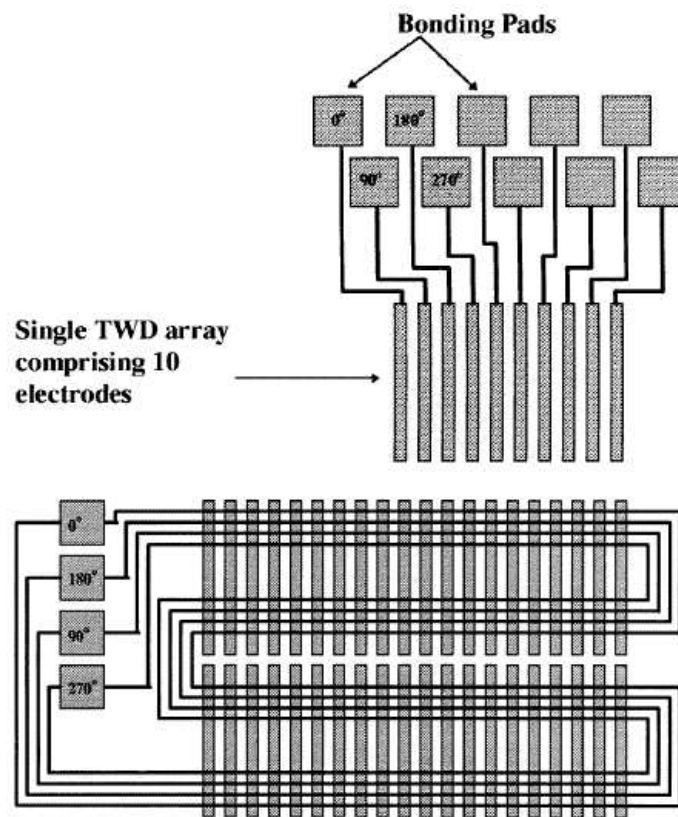 Bonding Pads
0° 180°
90° 270°
Single TWD array
comprising 10
electrodes
0°
180°
90°
270°